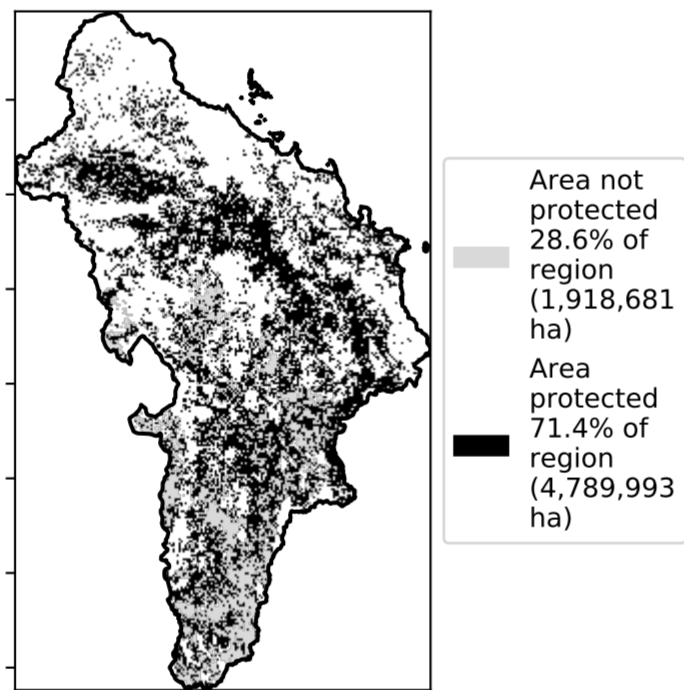 Area not
protected
28.6% of
region
(1,918,681
ha)
Area
protected
71.4% of
region
(4,789,993
ha)